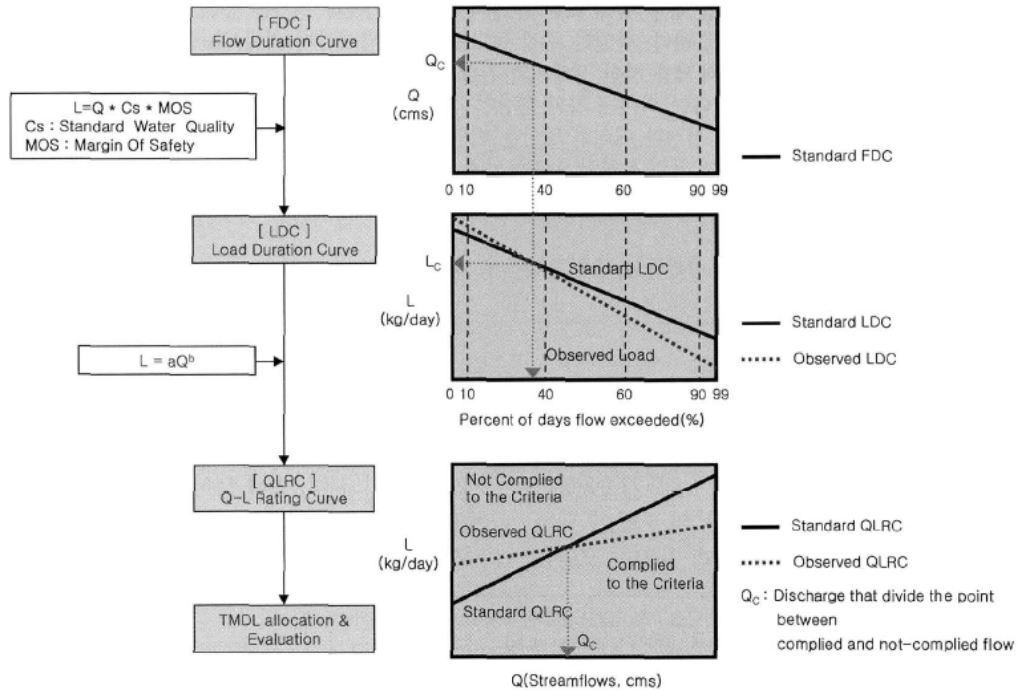 [ FDC ]
Flow Duration Curve
L=Q * Cs * MOS
Cs : Standard Water Quality
MOS : Margin Of Safety
[ LDC ]
Load Duration Curve
L = aQᵇ
[ QLRC ]
Q-L Rating Curve
TMDL allocation &
Evaluation
Q_C
Q
(cms)
0 10 40 60 90 99
Standard FDC
L_C
L
(kg/day)
Standard LDC
Observed Load
0 10 40 60 90 99
Percent of days flow exceeded(%)
Standard LDC
Observed LDC
Not Complied
to the Criteria
Observed QLRC
L
(kg/day)
Complied
to the Criteria
Standard QLRC
Q_C
Q(Streamflows, cms)
Standard QLRC
Observed QLRC
Q_C : Discharge that divide the point
between
complied and not-complied flow